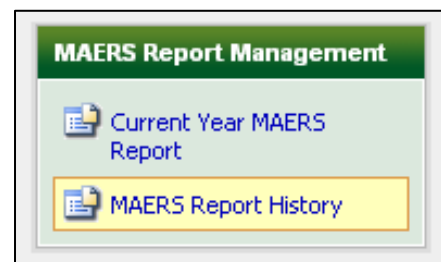 MAERS Report Management
Current Year MAERS
Report
MAERS Report History